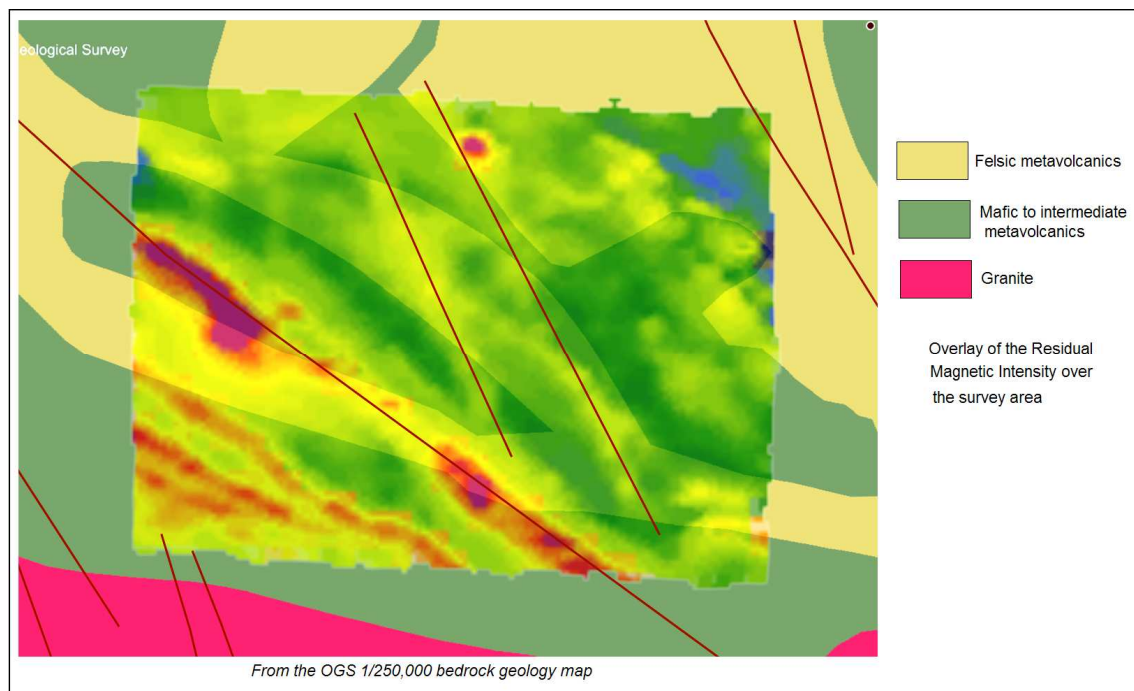 eological Survey
Felsic metavolcanics
Mafic to intermediate
metavolcanics
Granite
Overlay of the Residual
Magnetic Intensity over
the survey area
From the OGS 1/250,000 bedrock geology map